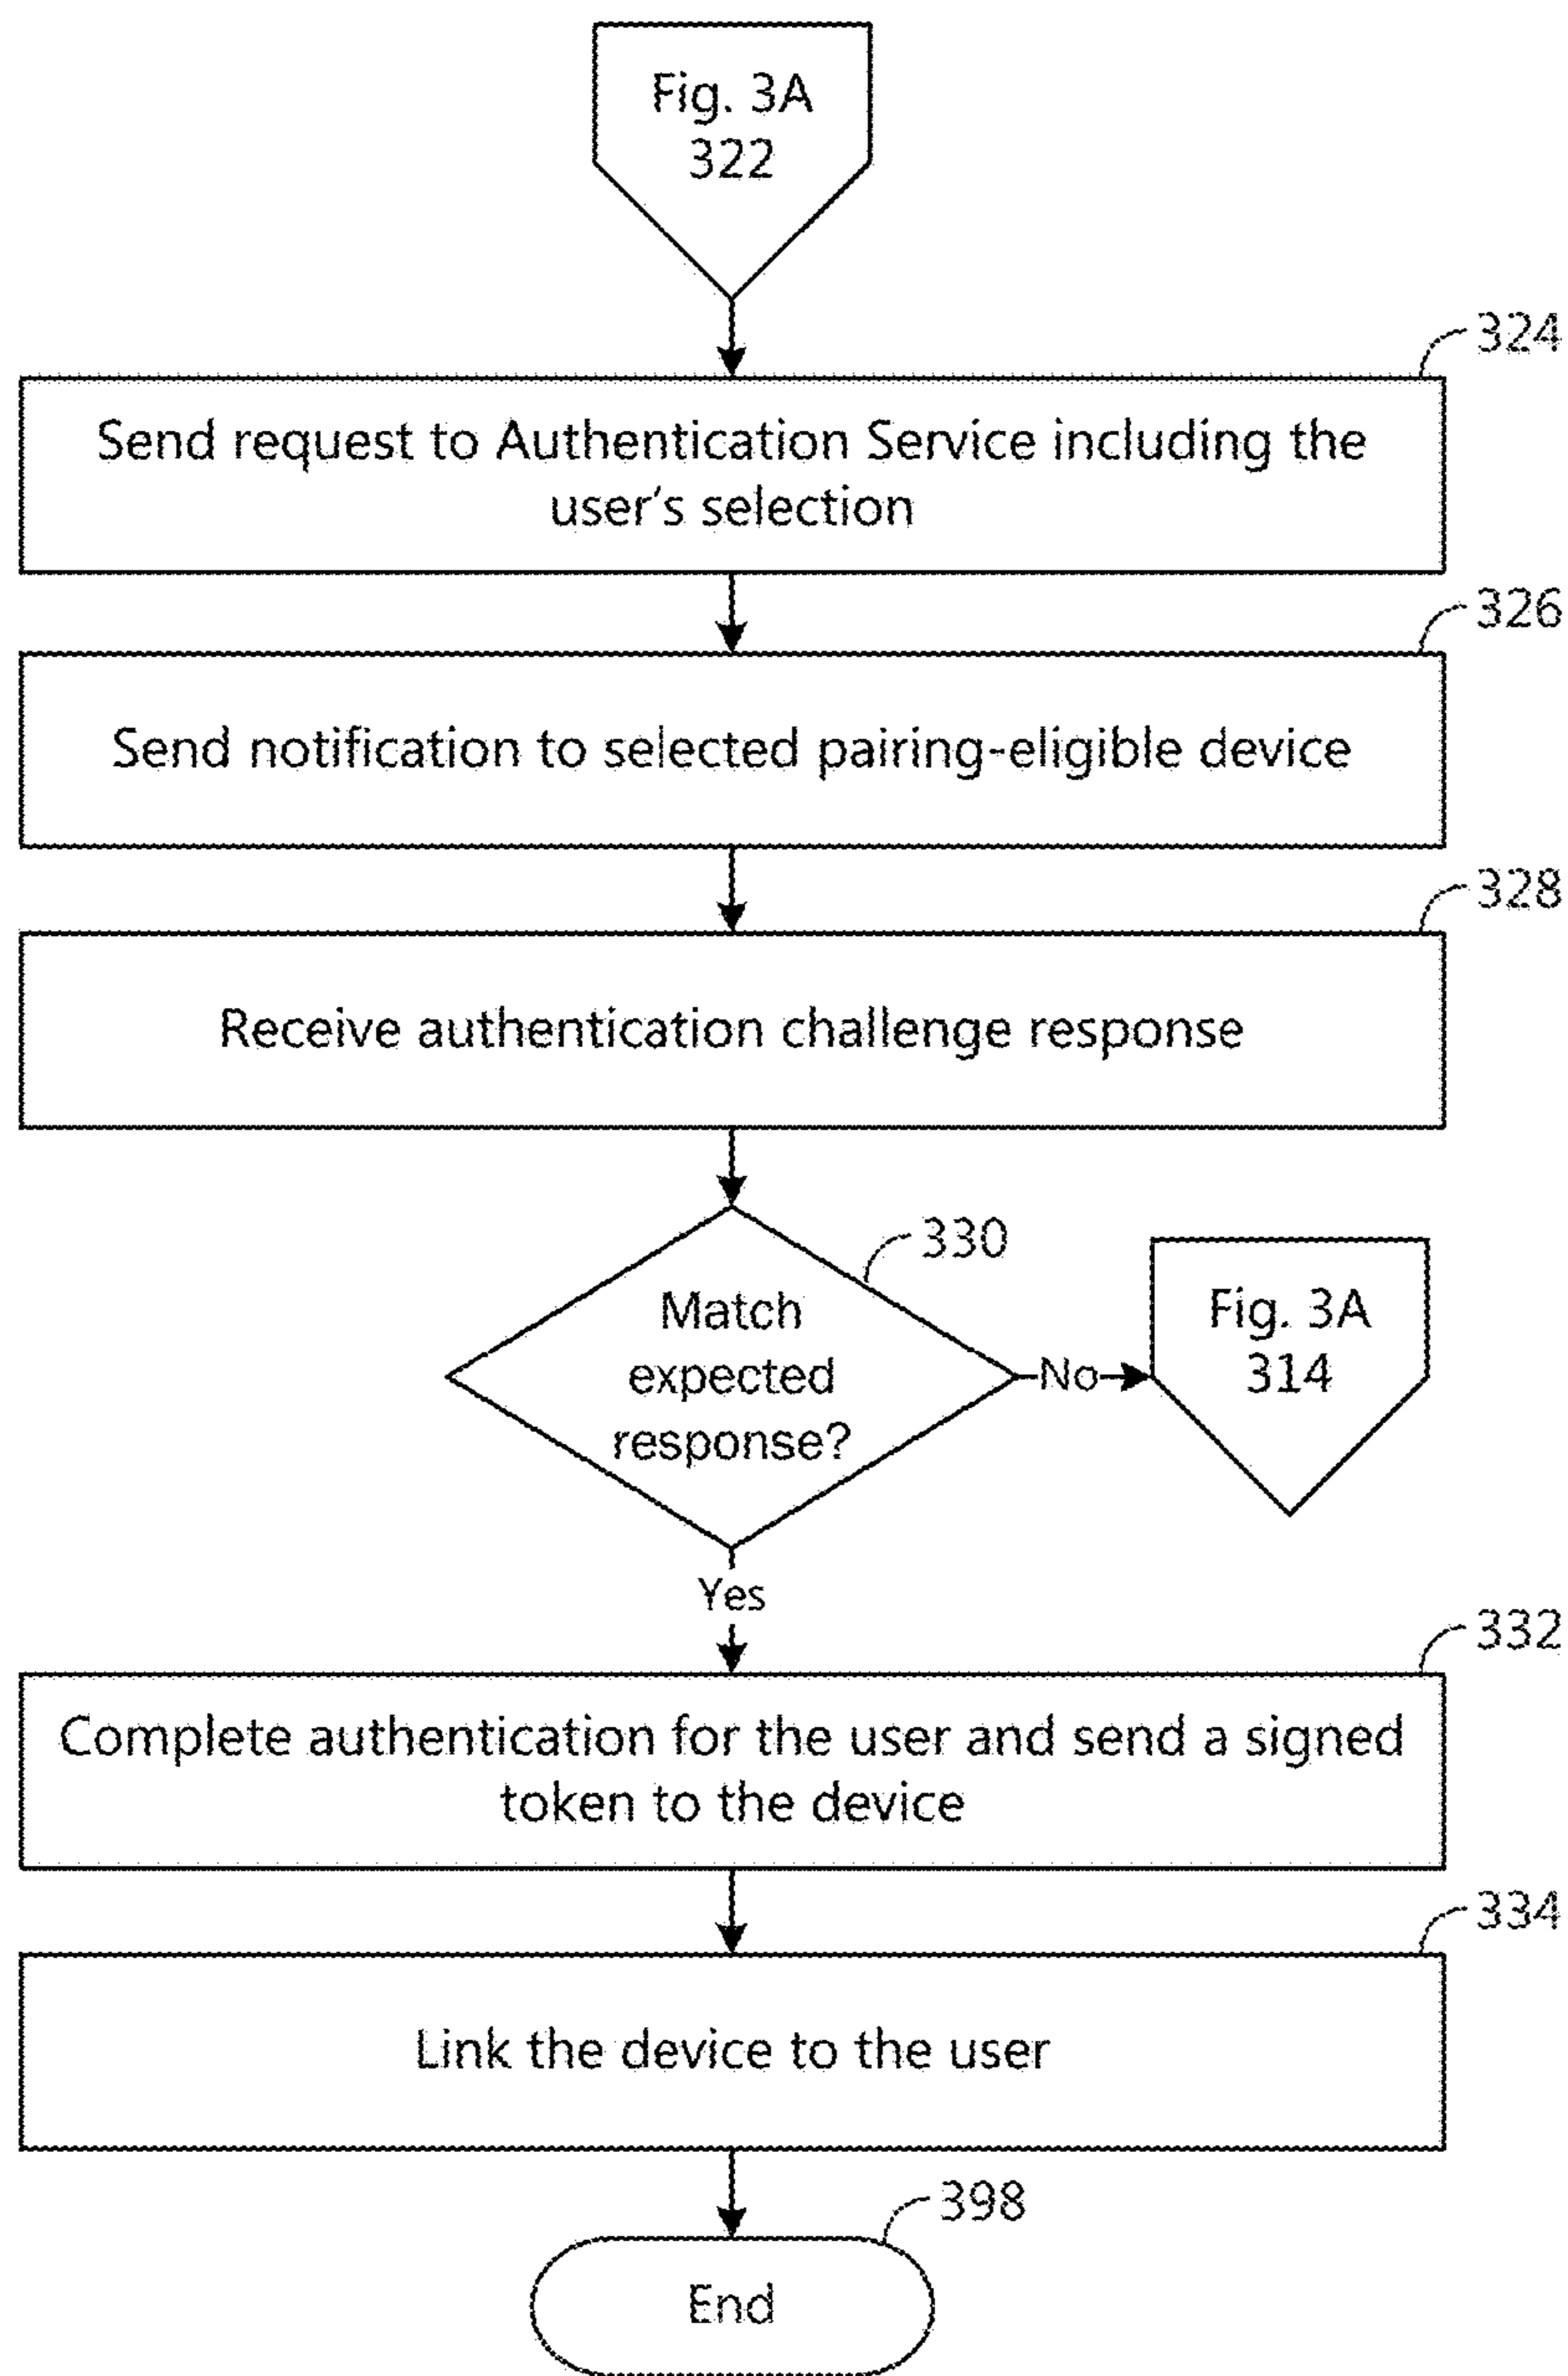 Fig. 3A
322
324
Send request to Authentication Service including the
user's selection
326
Send notification to selected pairing-eligible device
328
Receive authentication challenge response
330
Match
expected
response?
No
Fig. 3A
314
Yes
332
Complete authentication for the user and send a signed
token to the device
334
Link the device to the user
398
End